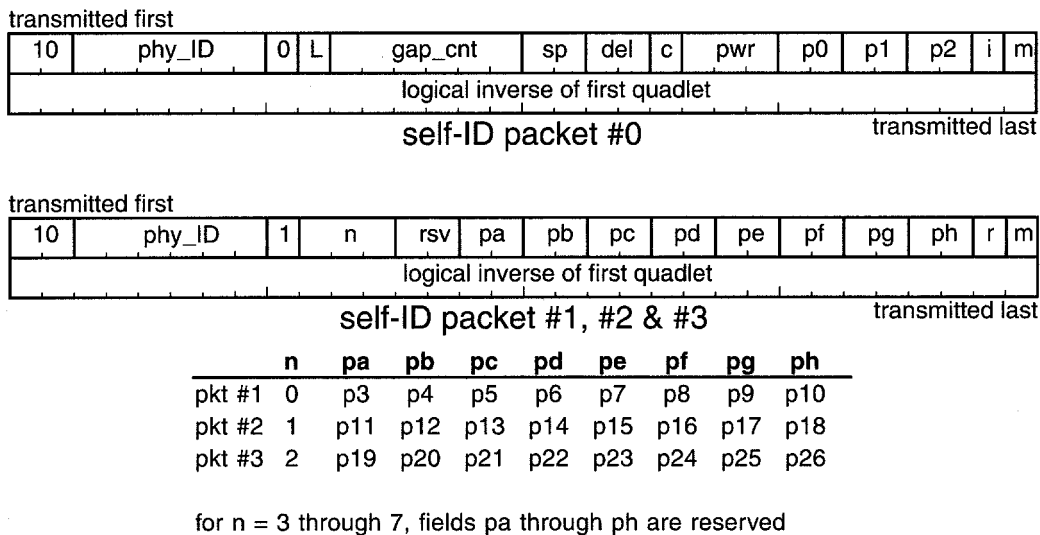 transmitted first
10 phy_ID 0 L gap_cnt sp del c pwr p0 p1 p2 i m
logical inverse of first quadlet
self-ID packet #0
transmitted last
transmitted first
10 phy_ID 1 n rsv pa pb pc pd pe pf pg ph r m
logical inverse of first quadlet
self-ID packet #1, #2 & #3
transmitted last
n pa pb pc pd pe pf pg ph
pkt #1 0 p3 p4 p5 p6 p7 p8 p9 p10
pkt #2 1 p11 p12 p13 p14 p15 p16 p17 p18
pkt #3 2 p19 p20 p21 p22 p23 p24 p25 p26
for n = 3 through 7, fields pa through ph are reserved